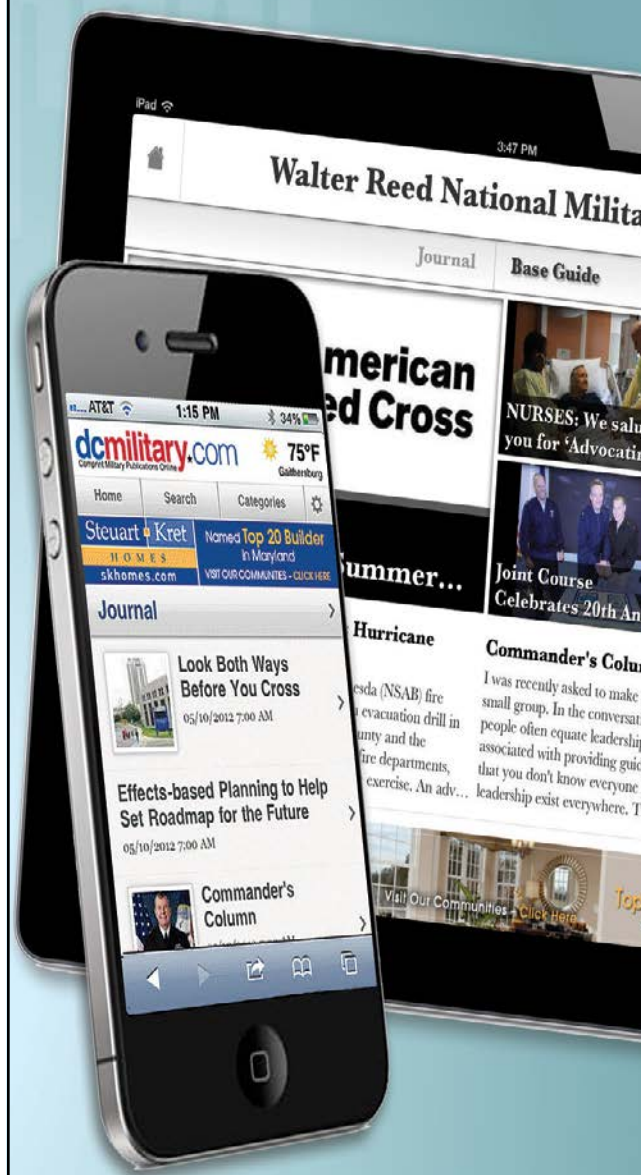 iPad
3:47 PM
Walter Reed National Milita
Journal
Base Guide
merican
ed Cross
NURSES: We salu
you for ‘Advocatin
ummer...
Joint Course
Celebrates 20th An
Hurricane
esda (NSAB) fire
evacuation drill in
unty and the
fire departments,
exercise. An adv...
Commander's Colu
I was recently asked to make
small group. In the conversat
people often equate leadership
associated with providing guid
that you don't know everyone
leadership exist everywhere. T
Visit Our Communities - Click Here
Top
AT&T
1:15 PM
34%
dcmilitary.com
Comprint Military Publications Online
75°F
Gaithersburg
Home
Search
Categories
Steuart Kret
HOMES
skhomes.com
Named Top 20 Builder
in Maryland
VISIT OUR COMMUNITIES - CLICK HERE
Journal
Look Both Ways
Before You Cross
05/10/2012 7:00 AM
Effects-based Planning to Help
Set Roadmap for the Future
05/10/2012 7:00 AM
Commander's
Column